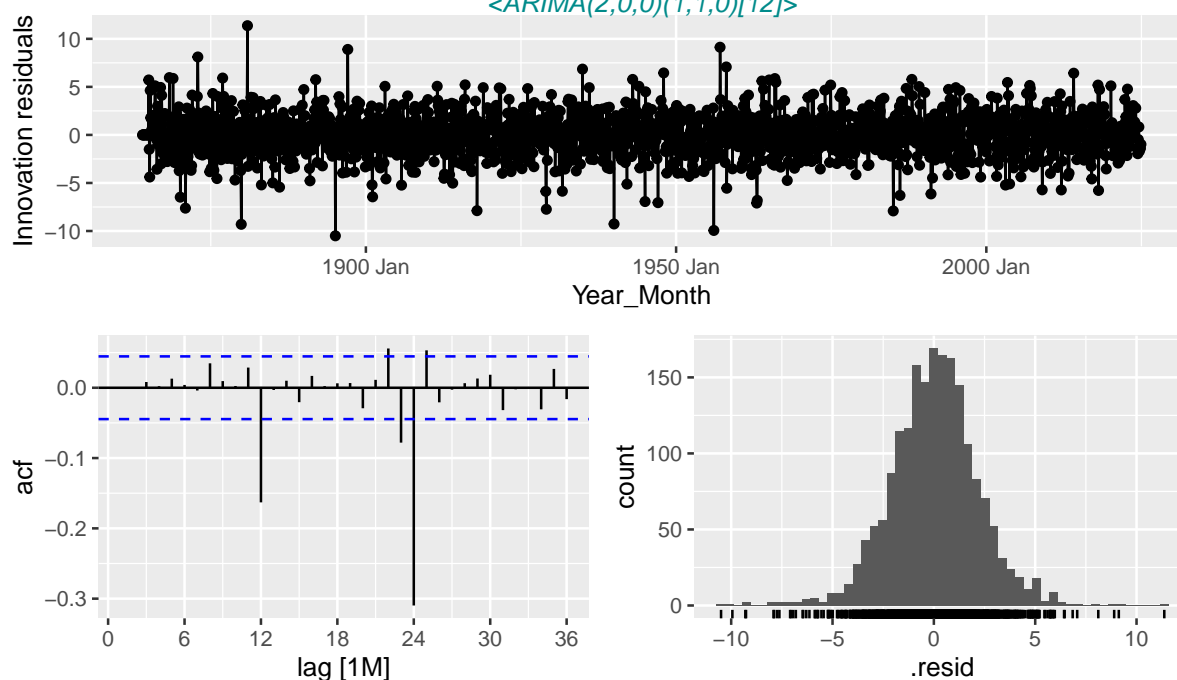 <ARIMA(2,0,0)(1,1,0)[12]>
Innovation residuals
10
5
0
−5
−10
1900 Jan
1950 Jan
2000 Jan
Year_Month
acf
0.0
−0.1
−0.2
−0.3
0
6
12
18
24
30
36
lag [1M]
count
150
100
50
0
−10
−5
0
5
10
.resid